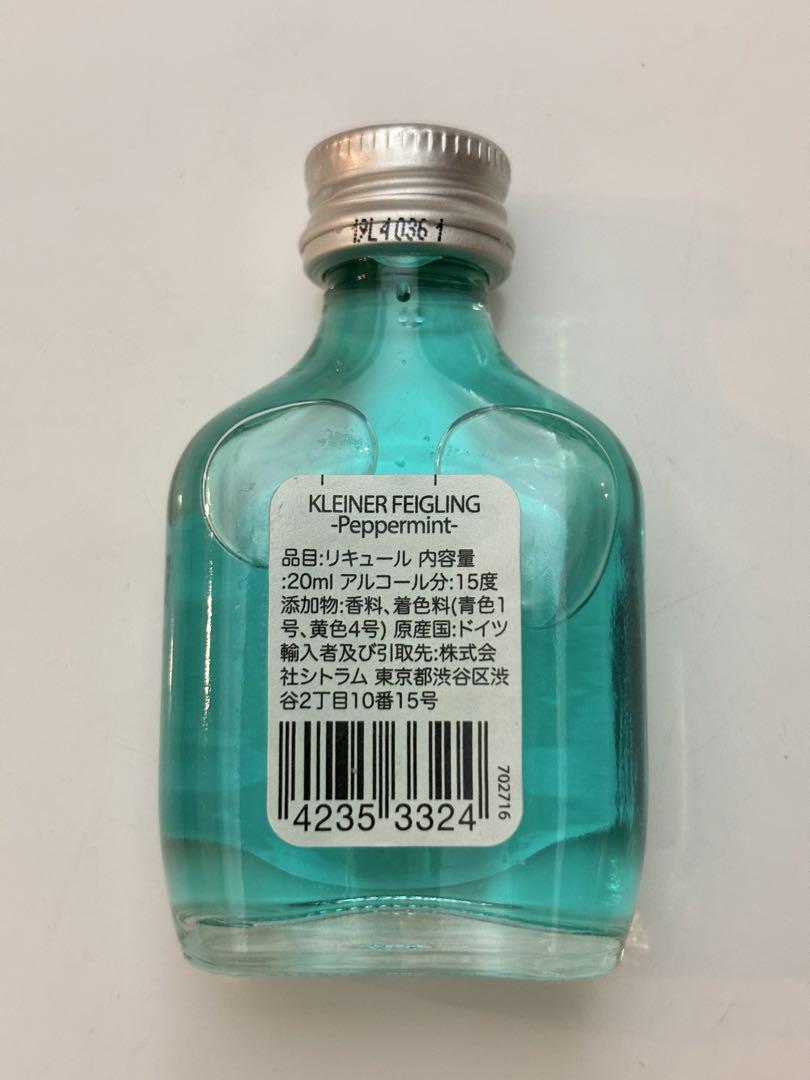 19L4 036 1
KLEINER FEIGLING
-Peppermint-
品目:リキュール 内容量
:20ml アルコール分:15度
添加物:香料、着色料(青色1
号、黄色4号) 原産国:ドイツ
輸入者及び引取先:株式会
社シトラム 東京都渋谷区渋
谷2丁目10番15号
4235 3324
702716